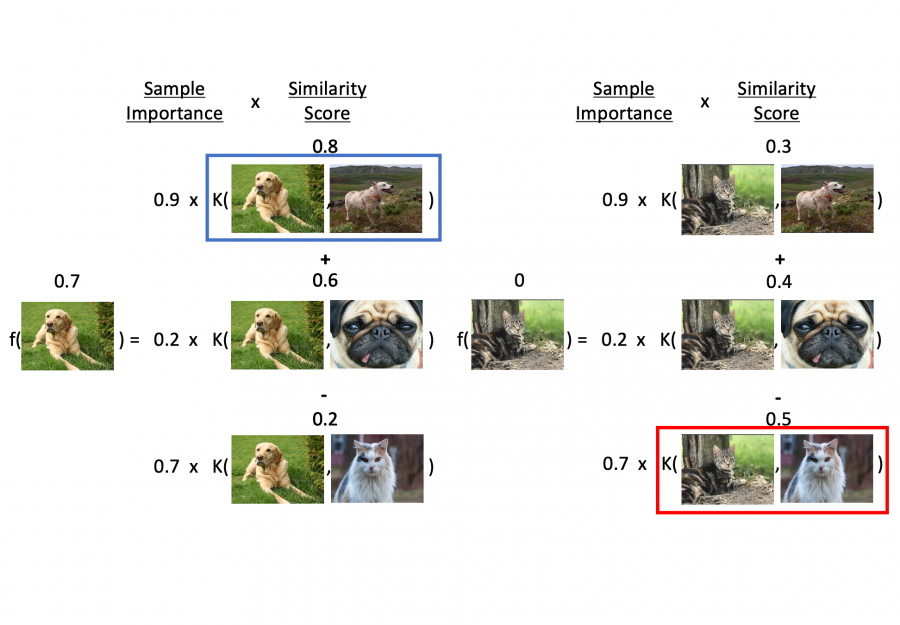 Sample Importance x Similarity Score
0.8
0.9 x K( , )
+
0.6
0.7
f( ) = 0.2 x K( , )
-
0.2
0.7 x K( , )
Sample Importance x Similarity Score
0.3
0.9 x K( , )
+
0.4
0
f( ) = 0.2 x K( , )
-
0.5
0.7 x K( , )